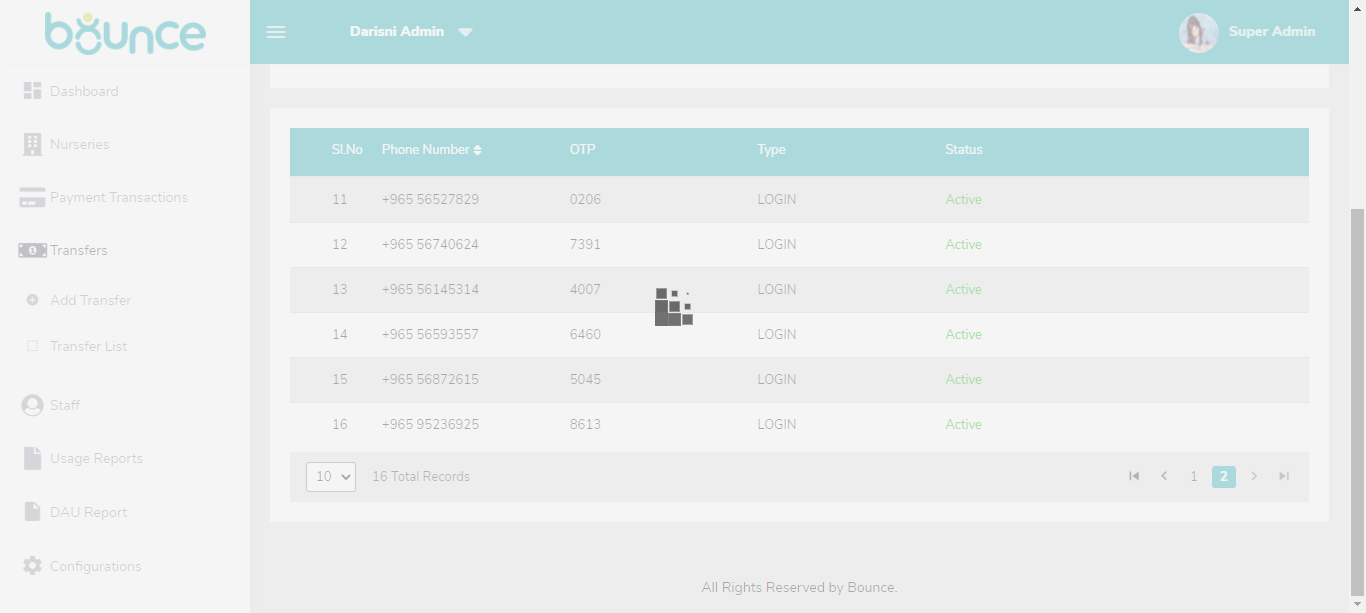 bounce
Darisni Admin
Super Admin
Dashboard
Nurseries
Payment Transactions
Transfers
Add Transfer
Transfer List
Staff
Usage Reports
DAU Report
Configurations
Sl.No Phone Number OTP Type Status
11 +965 56527829 0206 LOGIN Active
12 +965 56740624 7391 LOGIN Active
13 +965 56145314 4007 LOGIN Active
14 +965 56593557 6460 LOGIN Active
15 +965 56872615 5045 LOGIN Active
16 +965 95236925 8613 LOGIN Active
10 16 Total Records 1 2
All Rights Reserved by Bounce.